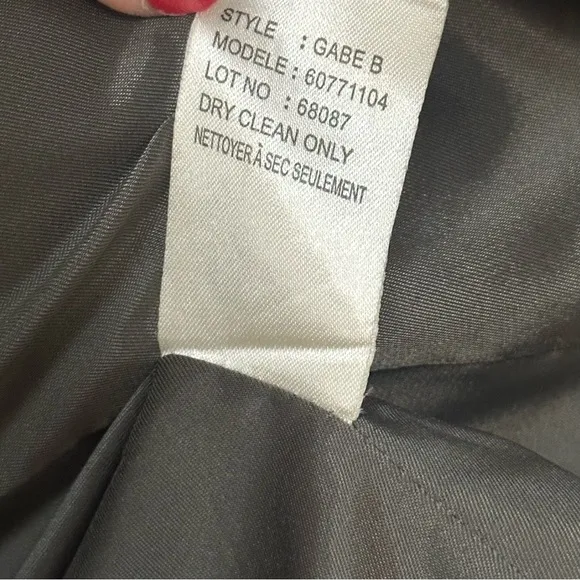 STYLE : GABE B
MODELE : 60771104
LOT NO : 68087
DRY CLEAN ONLY
NETTOYER À SEC SEULEMENT